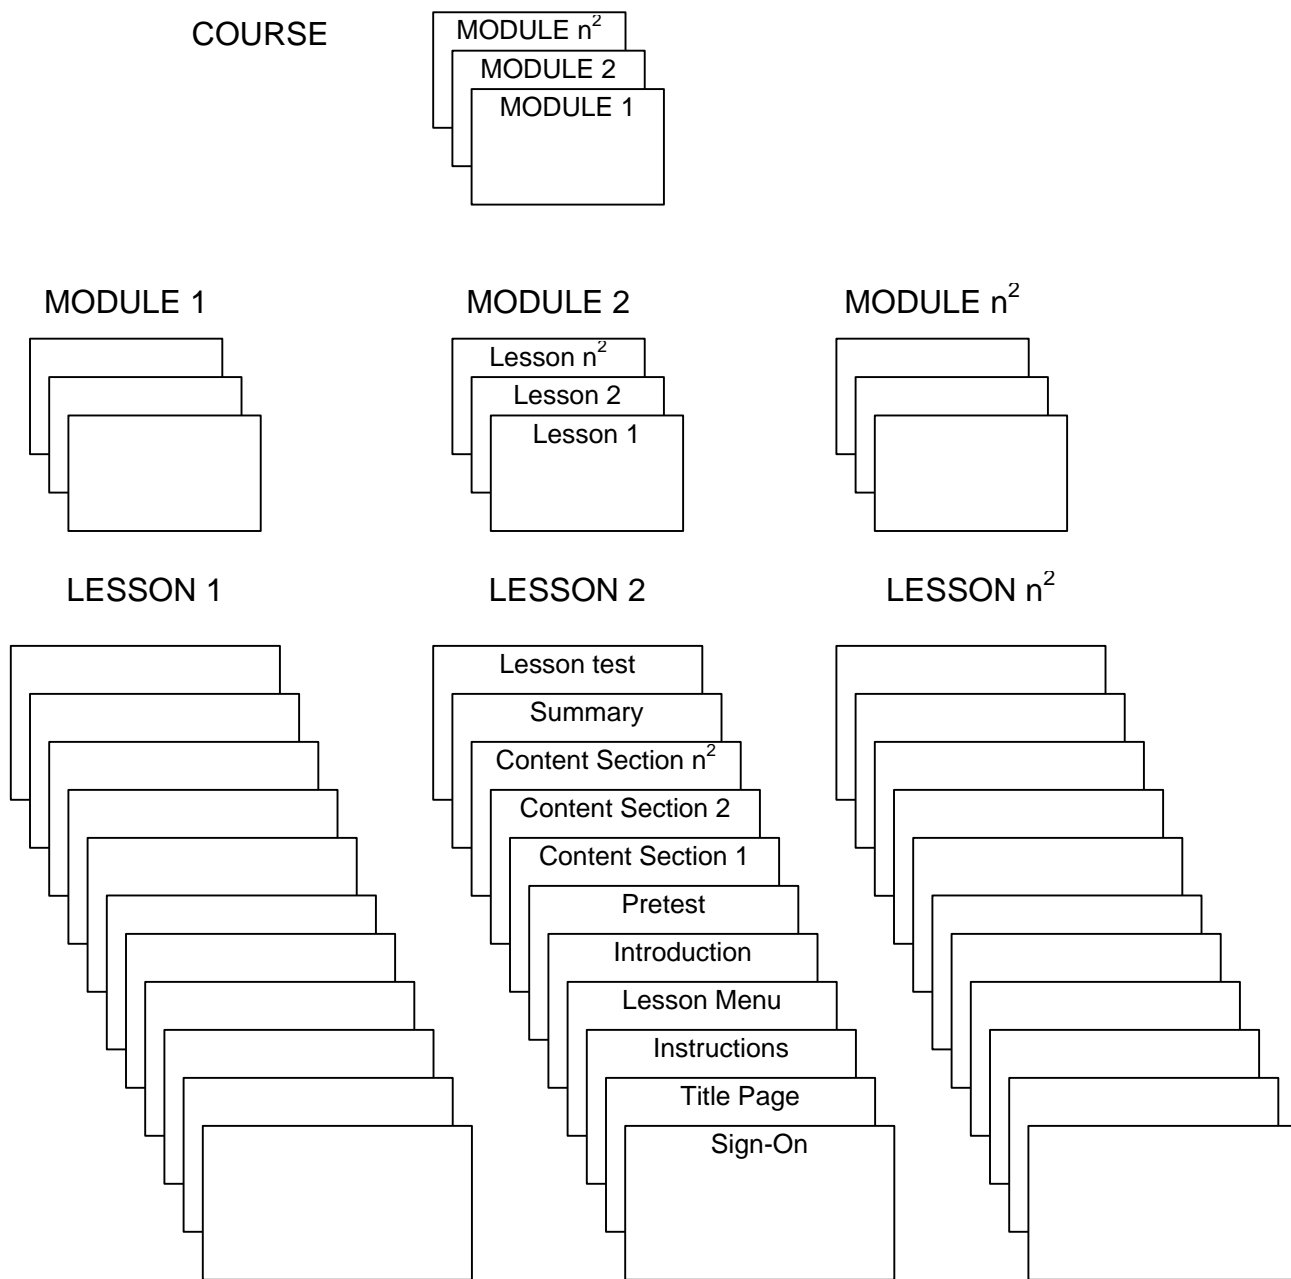 COURSE
MODULE n²
MODULE 2
MODULE 1
MODULE 1
MODULE 2
MODULE n²
Lesson n²
Lesson 2
Lesson 1
LESSON 1
LESSON 2
LESSON n²
Lesson test
Summary
Content Section n²
Content Section 2
Content Section 1
Pretest
Introduction
Lesson Menu
Instructions
Title Page
Sign-On